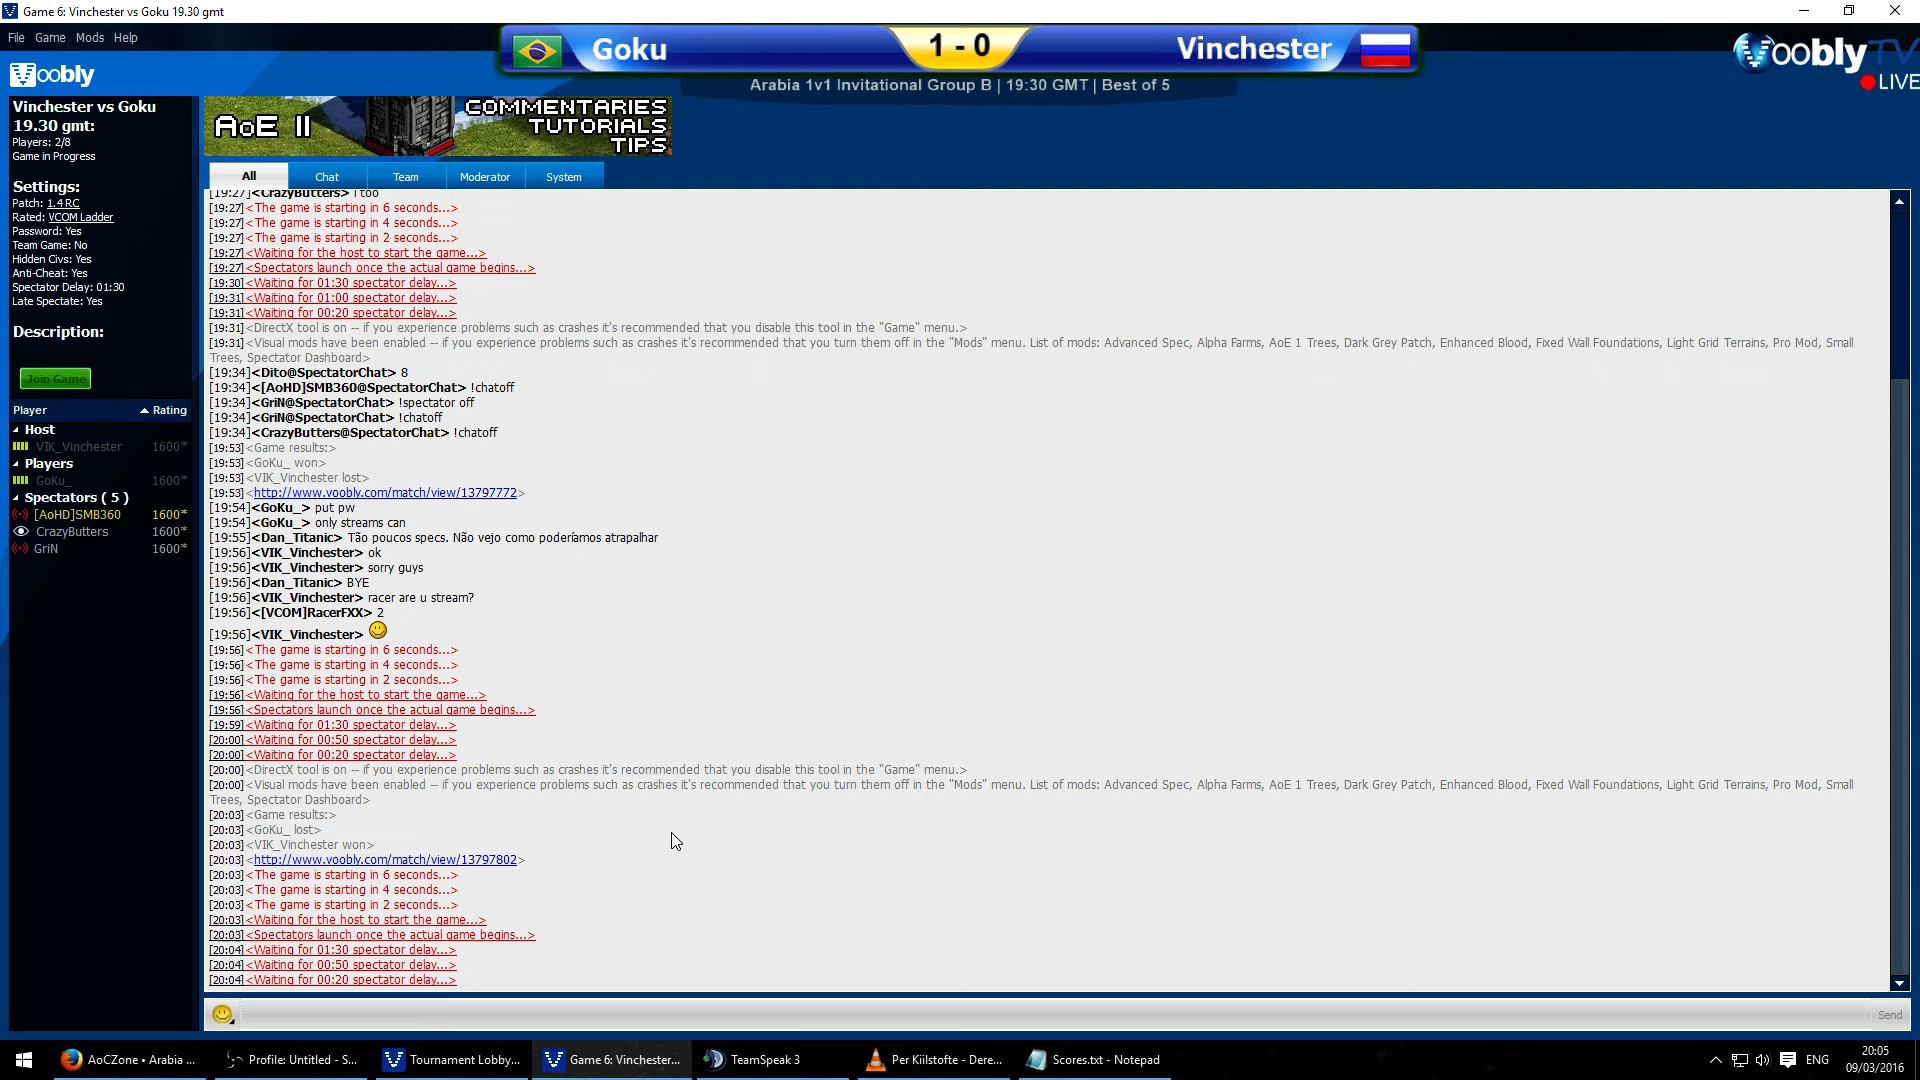 Game 6: Vinchester vs Goku 19.30 gmt
File Game Mods Help
Goku 1 - 0 Vinchester
Arabia 1v1 Invitational Group B | 19:30 GMT | Best of 5
Voobly TV
LIVE
Voobly
Vinchester vs Goku
19.30 gmt:
Players: 2/8
Game in Progress
Settings:
Patch: 1.4 RC
Rated: VCOM Ladder
Password: Yes
Team Game: No
Hidden Civs: Yes
Anti-Cheat: Yes
Spectator Delay: 01:30
Late Spectate: Yes
Description:
Join Game
Player Rating
Host
VIK_Vinchester 1600*
Players
GoKu_ 1600*
Spectators ( 5 )
[AoHD]SMB360 1600*
CrazyButters 1600*
GriN 1600*
AoE II
COMMENTARIES
TUTORIALS
TIPS
All Chat Team Moderator System
[19:27]<CrazyButters> i too
[19:27]<The game is starting in 6 seconds...>
[19:27]<The game is starting in 4 seconds...>
[19:27]<The game is starting in 2 seconds...>
[19:27]<Waiting for the host to start the game...>
[19:27]<Spectators launch once the actual game begins...>
[19:30]<Waiting for 01:30 spectator delay...>
[19:31]<Waiting for 01:00 spectator delay...>
[19:31]<Waiting for 00:20 spectator delay...>
[19:31]<DirectX tool is on -- if you experience problems such as crashes it's recommended that you disable this tool in the "Game" menu.>
[19:31]<Visual mods have been enabled -- if you experience problems such as crashes it's recommended that you turn them off in the "Mods" menu. List of mods: Advanced Spec, Alpha Farms, AoE 1 Trees, Dark Grey Patch, Enhanced Blood, Fixed Wall Foundations, Light Grid Terrains, Pro Mod, Small
Trees, Spectator Dashboard>
[19:34]<Dito@SpectatorChat> 8
[19:34]<[AoHD]SMB360@SpectatorChat> !chatoff
[19:34]<GriN@SpectatorChat> !spectator off
[19:34]<GriN@SpectatorChat> !chatoff
[19:34]<CrazyButters@SpectatorChat> !chatoff
[19:53]<Game results:>
[19:53]<GoKu_ won>
[19:53]<VIK_Vinchester lost>
[19:53]<http://www.voobly.com/match/view/13797772>
[19:54]<GoKu_> put pw
[19:54]<GoKu_> only streams can
[19:55]<Dan_Titanic> Tão poucos specs. Não vejo como poderíamos atrapalhar
[19:56]<VIK_Vinchester> ok
[19:56]<VIK_Vinchester> sorry guys
[19:56]<Dan_Titanic> BYE
[19:56]<VIK_Vinchester> racer are u stream?
[19:56]<[VCOM]RacerFXX> 2
[19:56]<VIK_Vinchester>
[19:56]<The game is starting in 6 seconds...>
[19:56]<The game is starting in 4 seconds...>
[19:56]<The game is starting in 2 seconds...>
[19:56]<Waiting for the host to start the game...>
[19:56]<Spectators launch once the actual game begins...>
[19:59]<Waiting for 01:30 spectator delay...>
[20:00]<Waiting for 00:50 spectator delay...>
[20:00]<Waiting for 00:20 spectator delay...>
[20:00]<DirectX tool is on -- if you experience problems such as crashes it's recommended that you disable this tool in the "Game" menu.>
[20:00]<Visual mods have been enabled -- if you experience problems such as crashes it's recommended that you turn them off in the "Mods" menu. List of mods: Advanced Spec, Alpha Farms, AoE 1 Trees, Dark Grey Patch, Enhanced Blood, Fixed Wall Foundations, Light Grid Terrains, Pro Mod, Small
Trees, Spectator Dashboard>
[20:03]<Game results:>
[20:03]<GoKu_ lost>
[20:03]<VIK_Vinchester won>
[20:03]<http://www.voobly.com/match/view/13797802>
[20:03]<The game is starting in 6 seconds...>
[20:03]<The game is starting in 4 seconds...>
[20:03]<The game is starting in 2 seconds...>
[20:03]<Waiting for the host to start the game...>
[20:03]<Spectators launch once the actual game begins...>
[20:04]<Waiting for 01:30 spectator delay...>
[20:04]<Waiting for 00:50 spectator delay...>
[20:04]<Waiting for 00:20 spectator delay...>
Send
AoCZone • Arabia ...
Profile: Untitled - S...
Tournament Lobby...
Game 6: Vinchester...
TeamSpeak 3
Per Kiilstofte - Dere...
Scores.txt - Notepad
ENG
20:05
09/03/2016